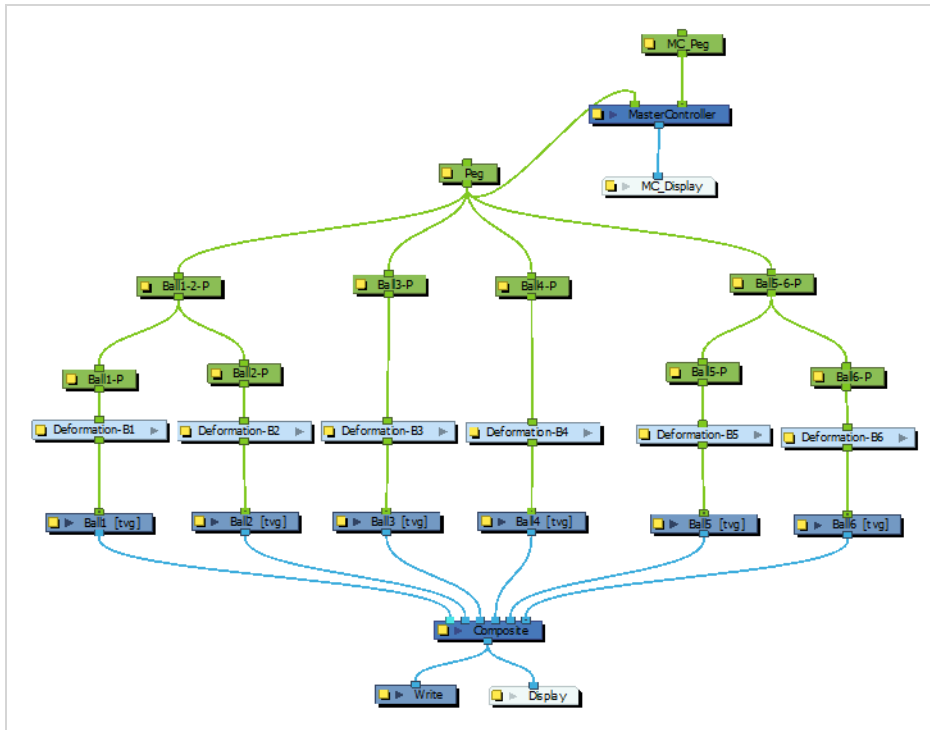 MC_Peg
MasterController
Peg
MC_Display
Ball1-2-P
Ball3-P
Ball4-P
Ball5-6-P
Ball1-P
Ball2-P
Ball5-P
Ball6-P
Deformation-B1
Deformation-B2
Deformation-B3
Deformation-B4
Deformation-B5
Deformation-B6
Ball1 [tvg]
Ball2 [tvg]
Ball3 [tvg]
Ball4 [tvg]
Ball5 [tvg]
Ball6 [tvg]
Composite
Write
Display